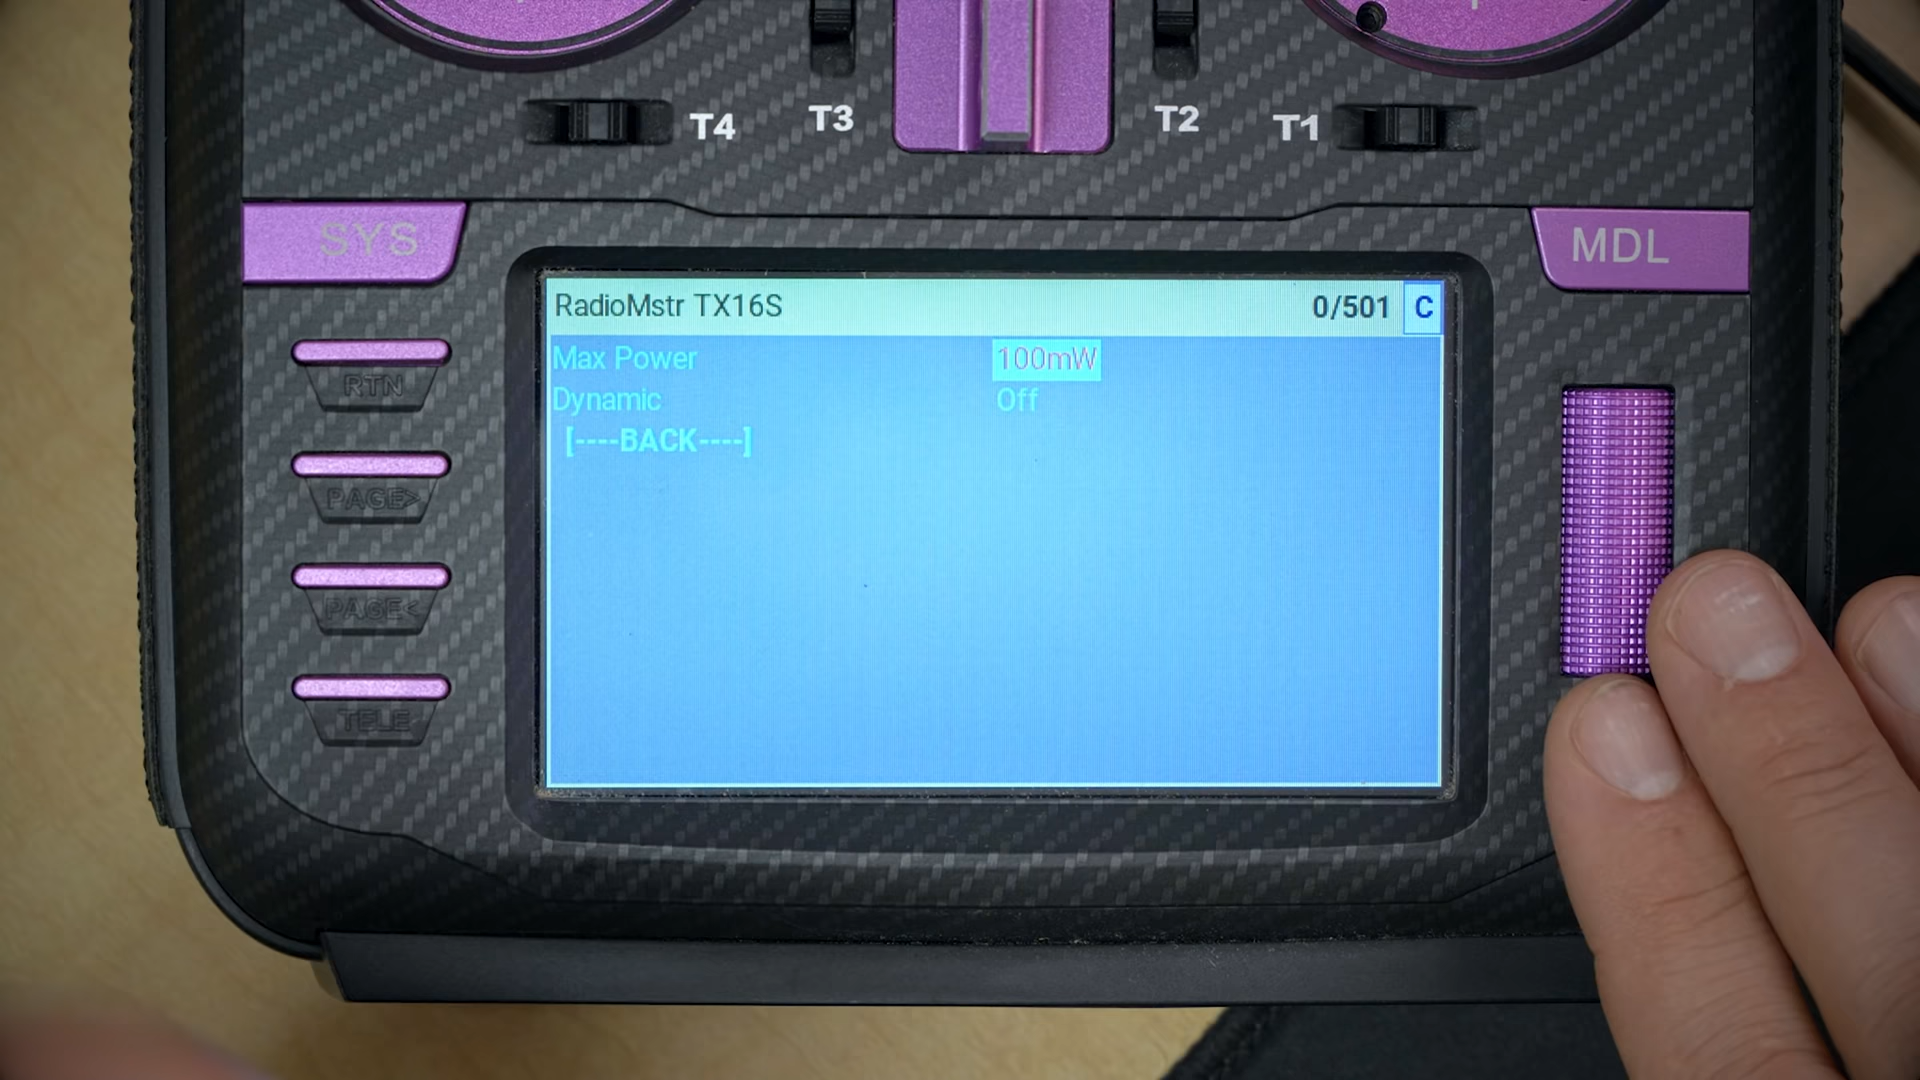 T4
T3
T2
T1
SYS
MDL
RadioMstr TX16S
0/501
C
RTN
Max Power
100mW
Dynamic
Off
[----BACK----]
PAGE>
PAGE<
TELE